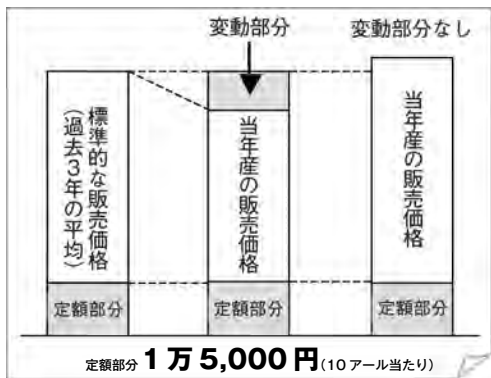 変動部分
変動部分なし
標準的な販売価格
(過去3年の平均)
当年産の販売価格
当年産の販売価格
定額部分
定額部分
定額部分
定額部分 1万5,000円(10アール当たり)